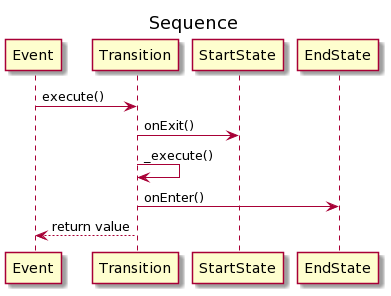 Sequence
Event Transition StartState EndState
execute()
onExit()
_execute()
onEnter()
return value
Event Transition StartState EndState